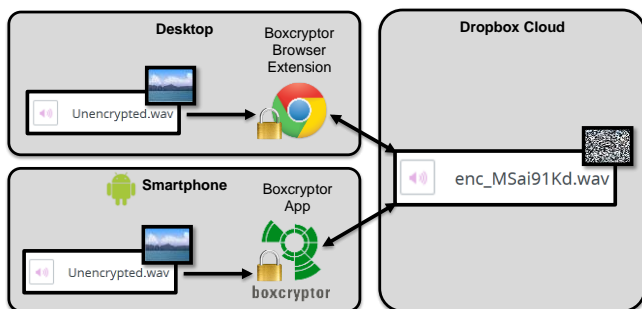 Desktop
Boxcryptor
Browser
Extension
Unencrypted.wav
Dropbox Cloud
enc_MSai91Kd.wav
Smartphone
Boxcryptor
App
Unencrypted.wav
boxcryptor